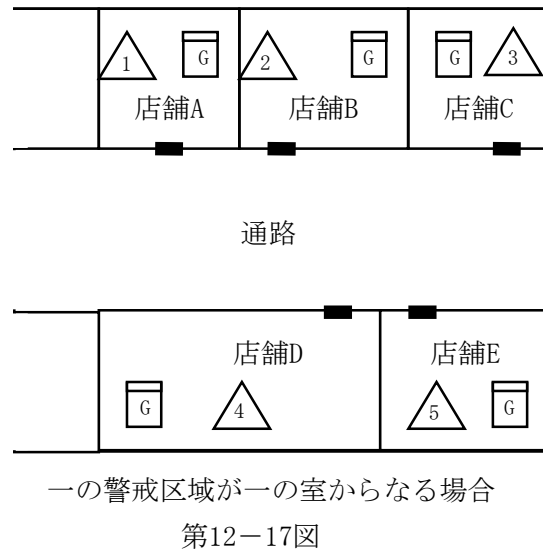 1 G 2 G G 3
店舗A 店舗B 店舗C
通路
店舗D 店舗E
G 4 5 G
一の警戒区域が一の室からなる場合
第12－17図